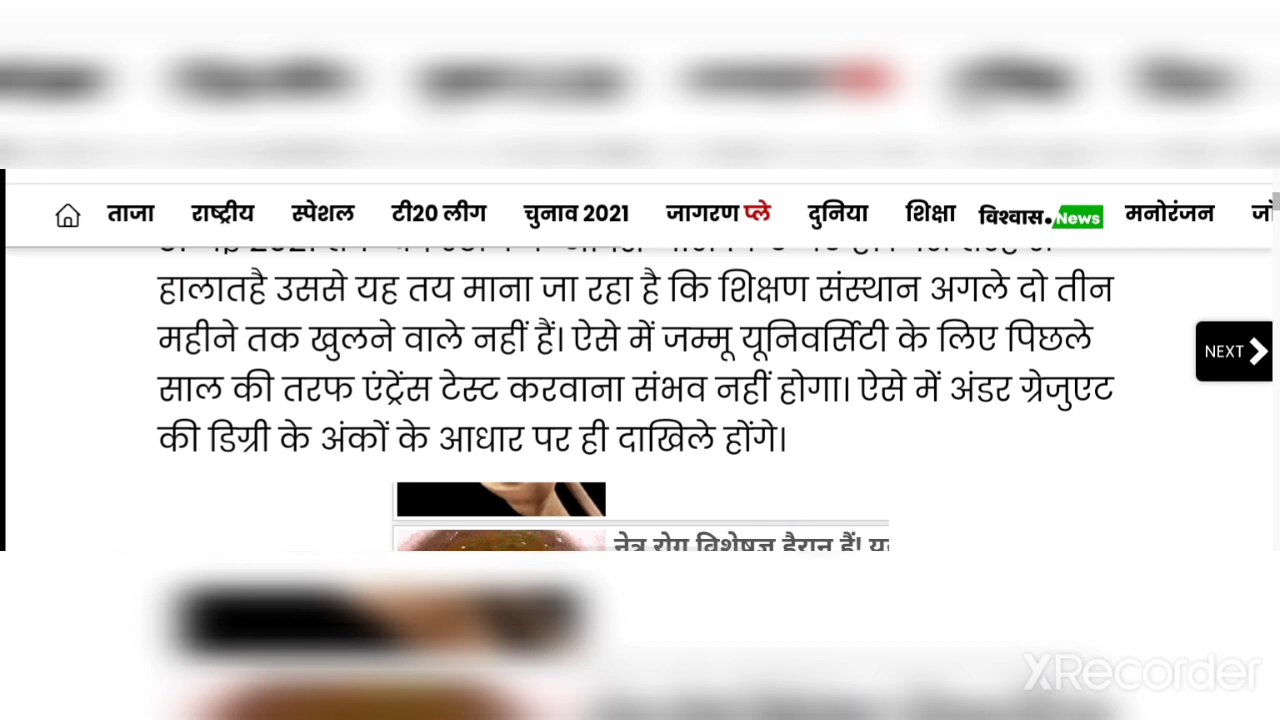 ताजा राष्ट्रीय स्पेशल टी20 लीग चुनाव 2021 जागरण प्ले दुनिया शिक्षा विश्वास.News मनोरंजन
हालातहै उससे यह तय माना जा रहा है कि शिक्षण संस्थान अगले दो तीन
महीने तक खुलने वाले नहीं हैं। ऐसे में जम्मू यूनिवर्सिटी के लिए पिछले
NEXT
साल की तरफ एंट्रेंस टेस्ट करवाना संभव नहीं होगा। ऐसे में अंडर ग्रेजुएट
की डिग्री के अंकों के आधार पर ही दाखिले होंगे।
नेत्र रोग विशेषज्ञ हैरान हैं!
XRecorder